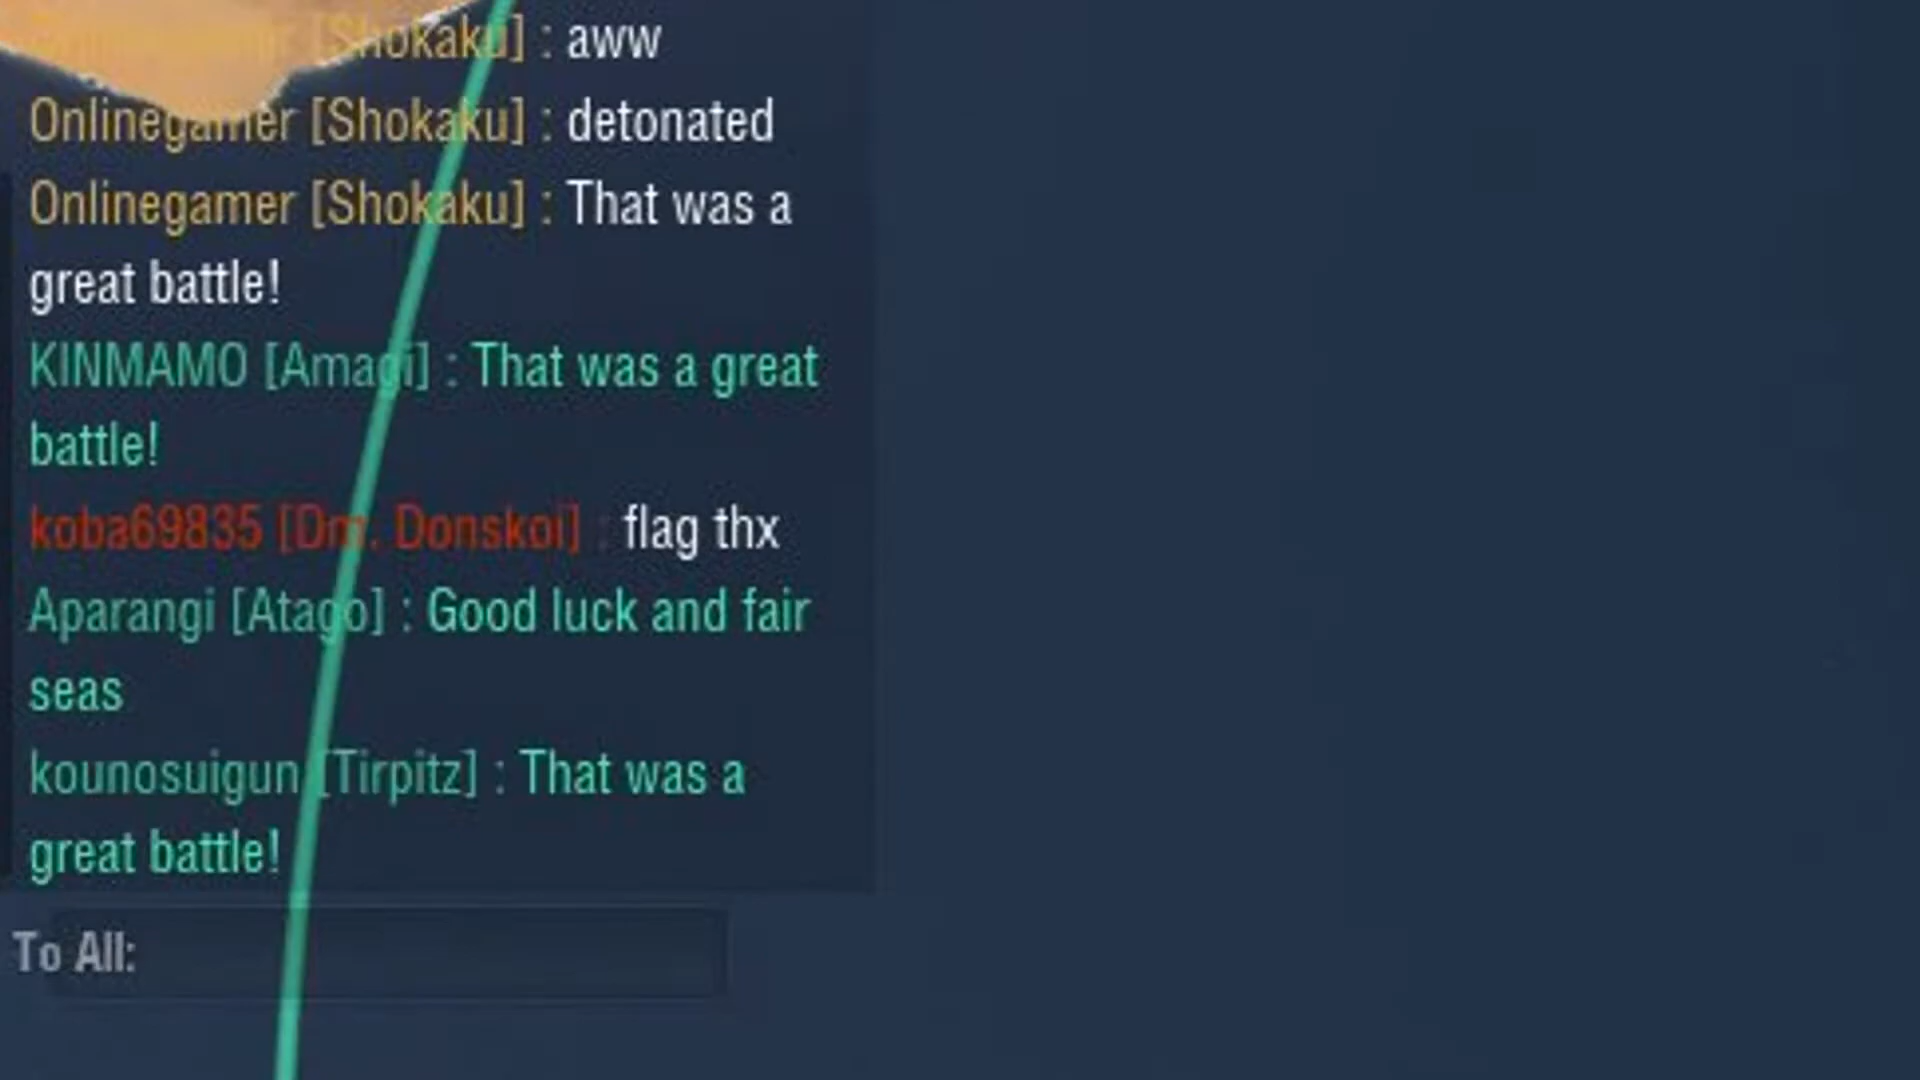 [Shokaku] : aww
Onlinegamer [Shokaku] : detonated
Onlinegamer [Shokaku] : That was a
great battle!
KINMAMO [Amagi] : That was a great
battle!
koba69835 [Dm. Donskoi] : flag thx
Aparangi [Atago] : Good luck and fair
seas
kounosuigun [Tirpitz] : That was a
great battle!
To All: